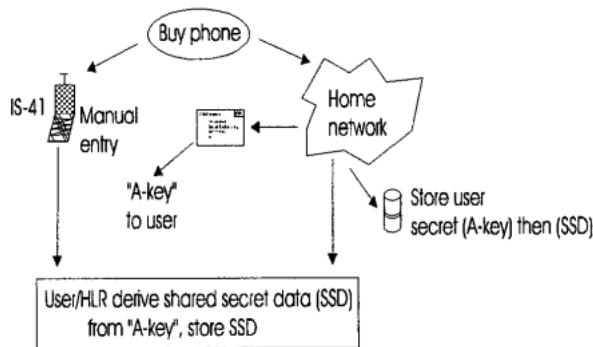 Buy phone
IS-41
Manual
entry
Home
network
"A-key"
to user
Store user
secret (A-key) then (SSD)
User/HLR derive shared secret data (SSD)
from "A-key", store SSD